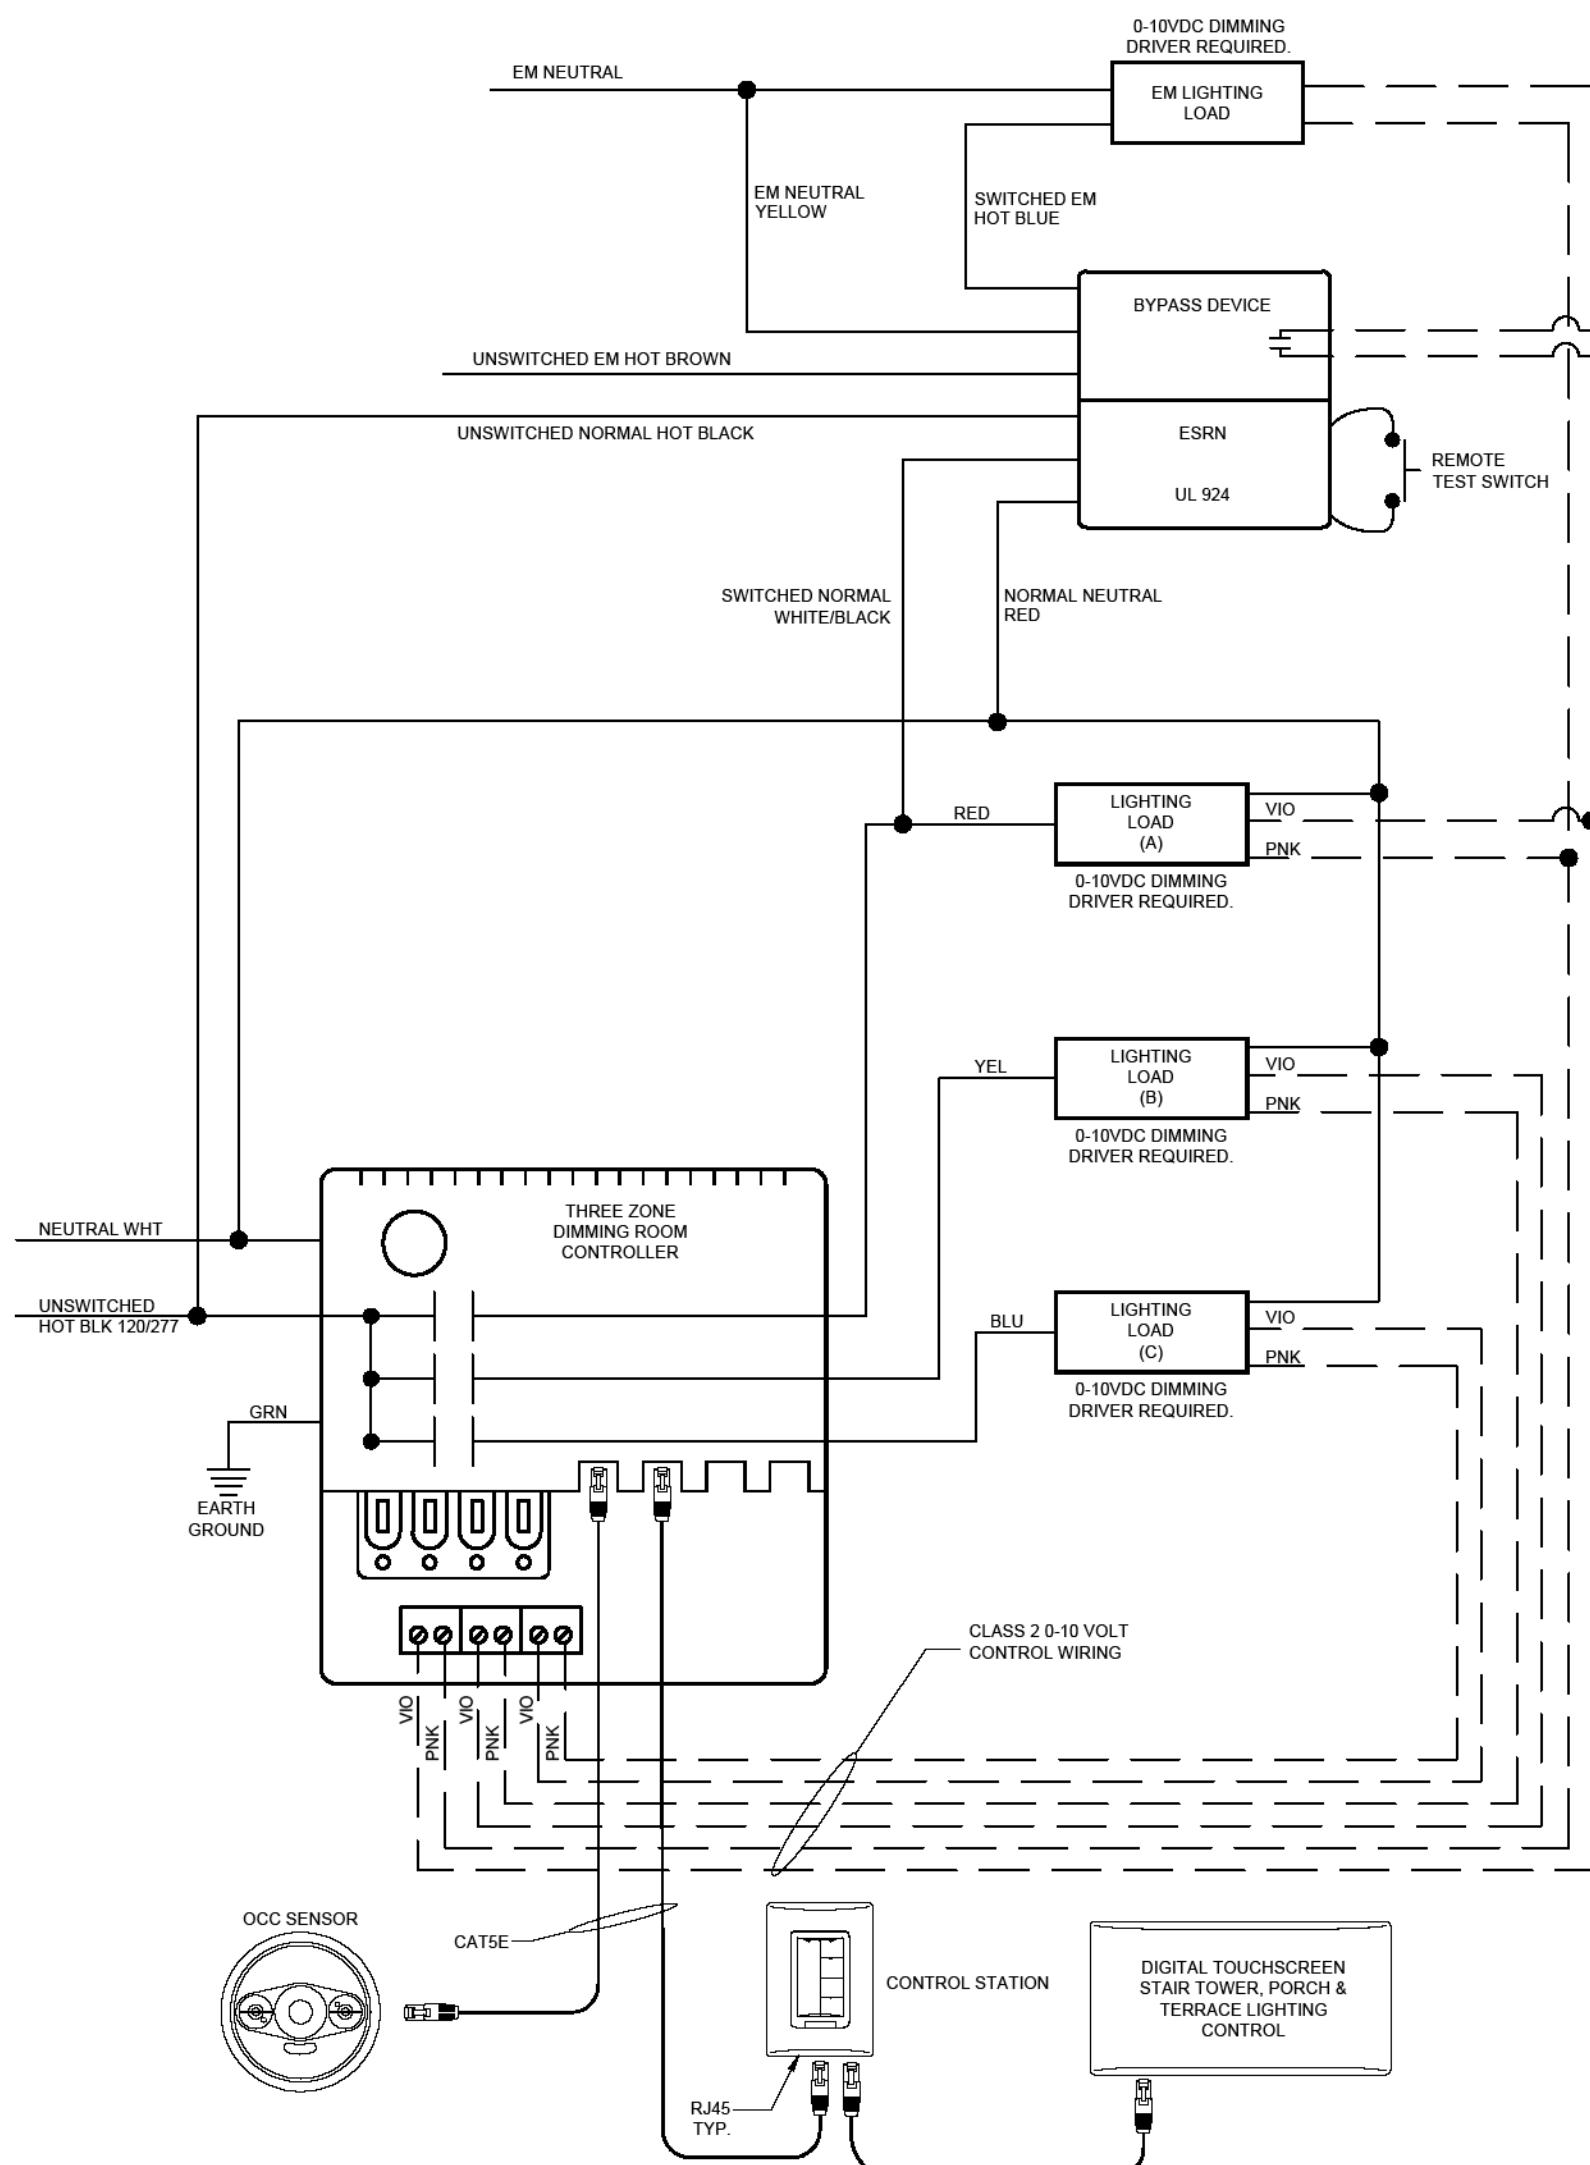 0-10VDC DIMMING
DRIVER REQUIRED.
EM NEUTRAL
EM LIGHTING
LOAD
EM NEUTRAL
YELLOW
SWITCHED EM
HOT BLUE
BYPASS DEVICE
UNSWITCHED EM HOT BROWN
UNSWITCHED NORMAL HOT BLACK
ESRN
UL 924
REMOTE
TEST SWITCH
SWITCHED NORMAL
WHITE/BLACK
NORMAL NEUTRAL
RED
RED
LIGHTING
LOAD
(A)
VIO
PNK
0-10VDC DIMMING
DRIVER REQUIRED.
YEL
LIGHTING
LOAD
(B)
VIO
PNK
0-10VDC DIMMING
DRIVER REQUIRED.
THREE ZONE
DIMMING ROOM
CONTROLLER
NEUTRAL WHT
UNSWITCHED
HOT BLK 120/277
BLU
LIGHTING
LOAD
(C)
VIO
PNK
0-10VDC DIMMING
DRIVER REQUIRED.
GRN
EARTH
GROUND
CLASS 2 0-10 VOLT
CONTROL WIRING
VIO
PNK
VIO
PNK
VIO
PNK
OCC SENSOR
CAT5E
CONTROL STATION
DIGITAL TOUCHSCREEN
STAIR TOWER, PORCH &
TERRACE LIGHTING
CONTROL
RJ45
TYP.